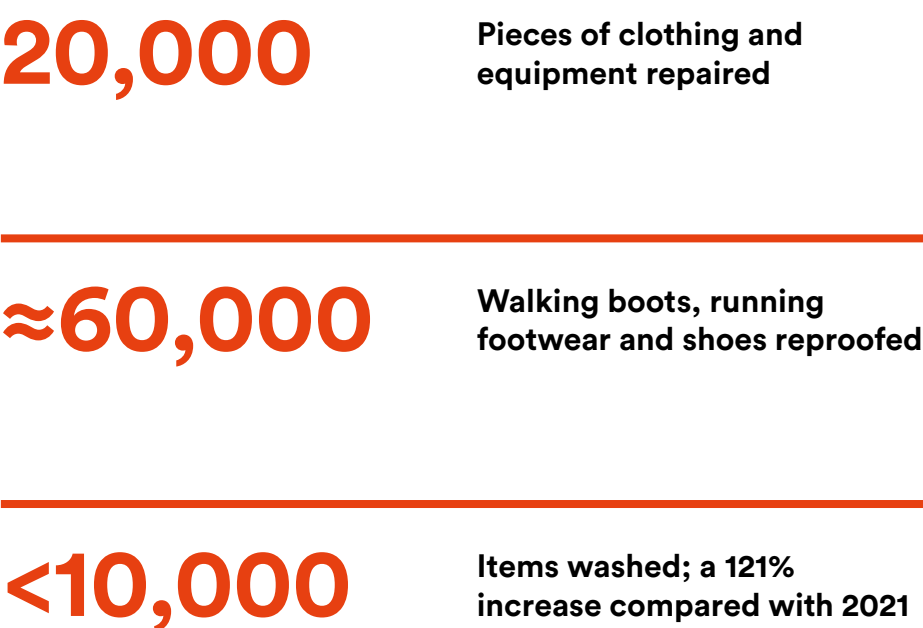 20,000
Pieces of clothing and
equipment repaired
≈60,000
Walking boots, running
footwear and shoes reproofed
<10,000
Items washed; a 121%
increase compared with 2021